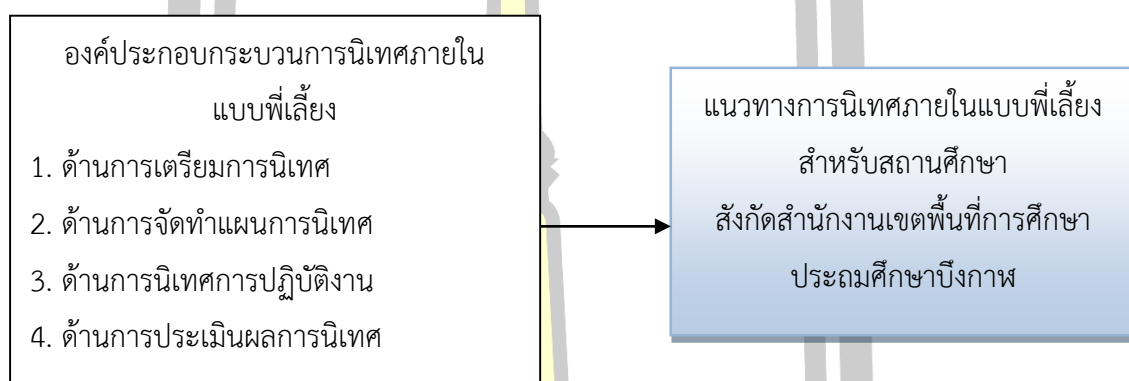 องค์ประกอบกระบวนการนิเทศภายใน
แบบพี่เลี้ยง
1. ด้านการเตรียมการนิเทศ
2. ด้านการจัดทำแผนการนิเทศ
3. ด้านการนิเทศการปฏิบัติงาน
4. ด้านการประเมินผลการนิเทศ
แนวทางการนิเทศภายในแบบพี่เลี้ยง
สำหรับสถานศึกษา
สังกัดสำนักงานเขตพื้นที่การศึกษา
ประถมศึกษาบึงกาฬ